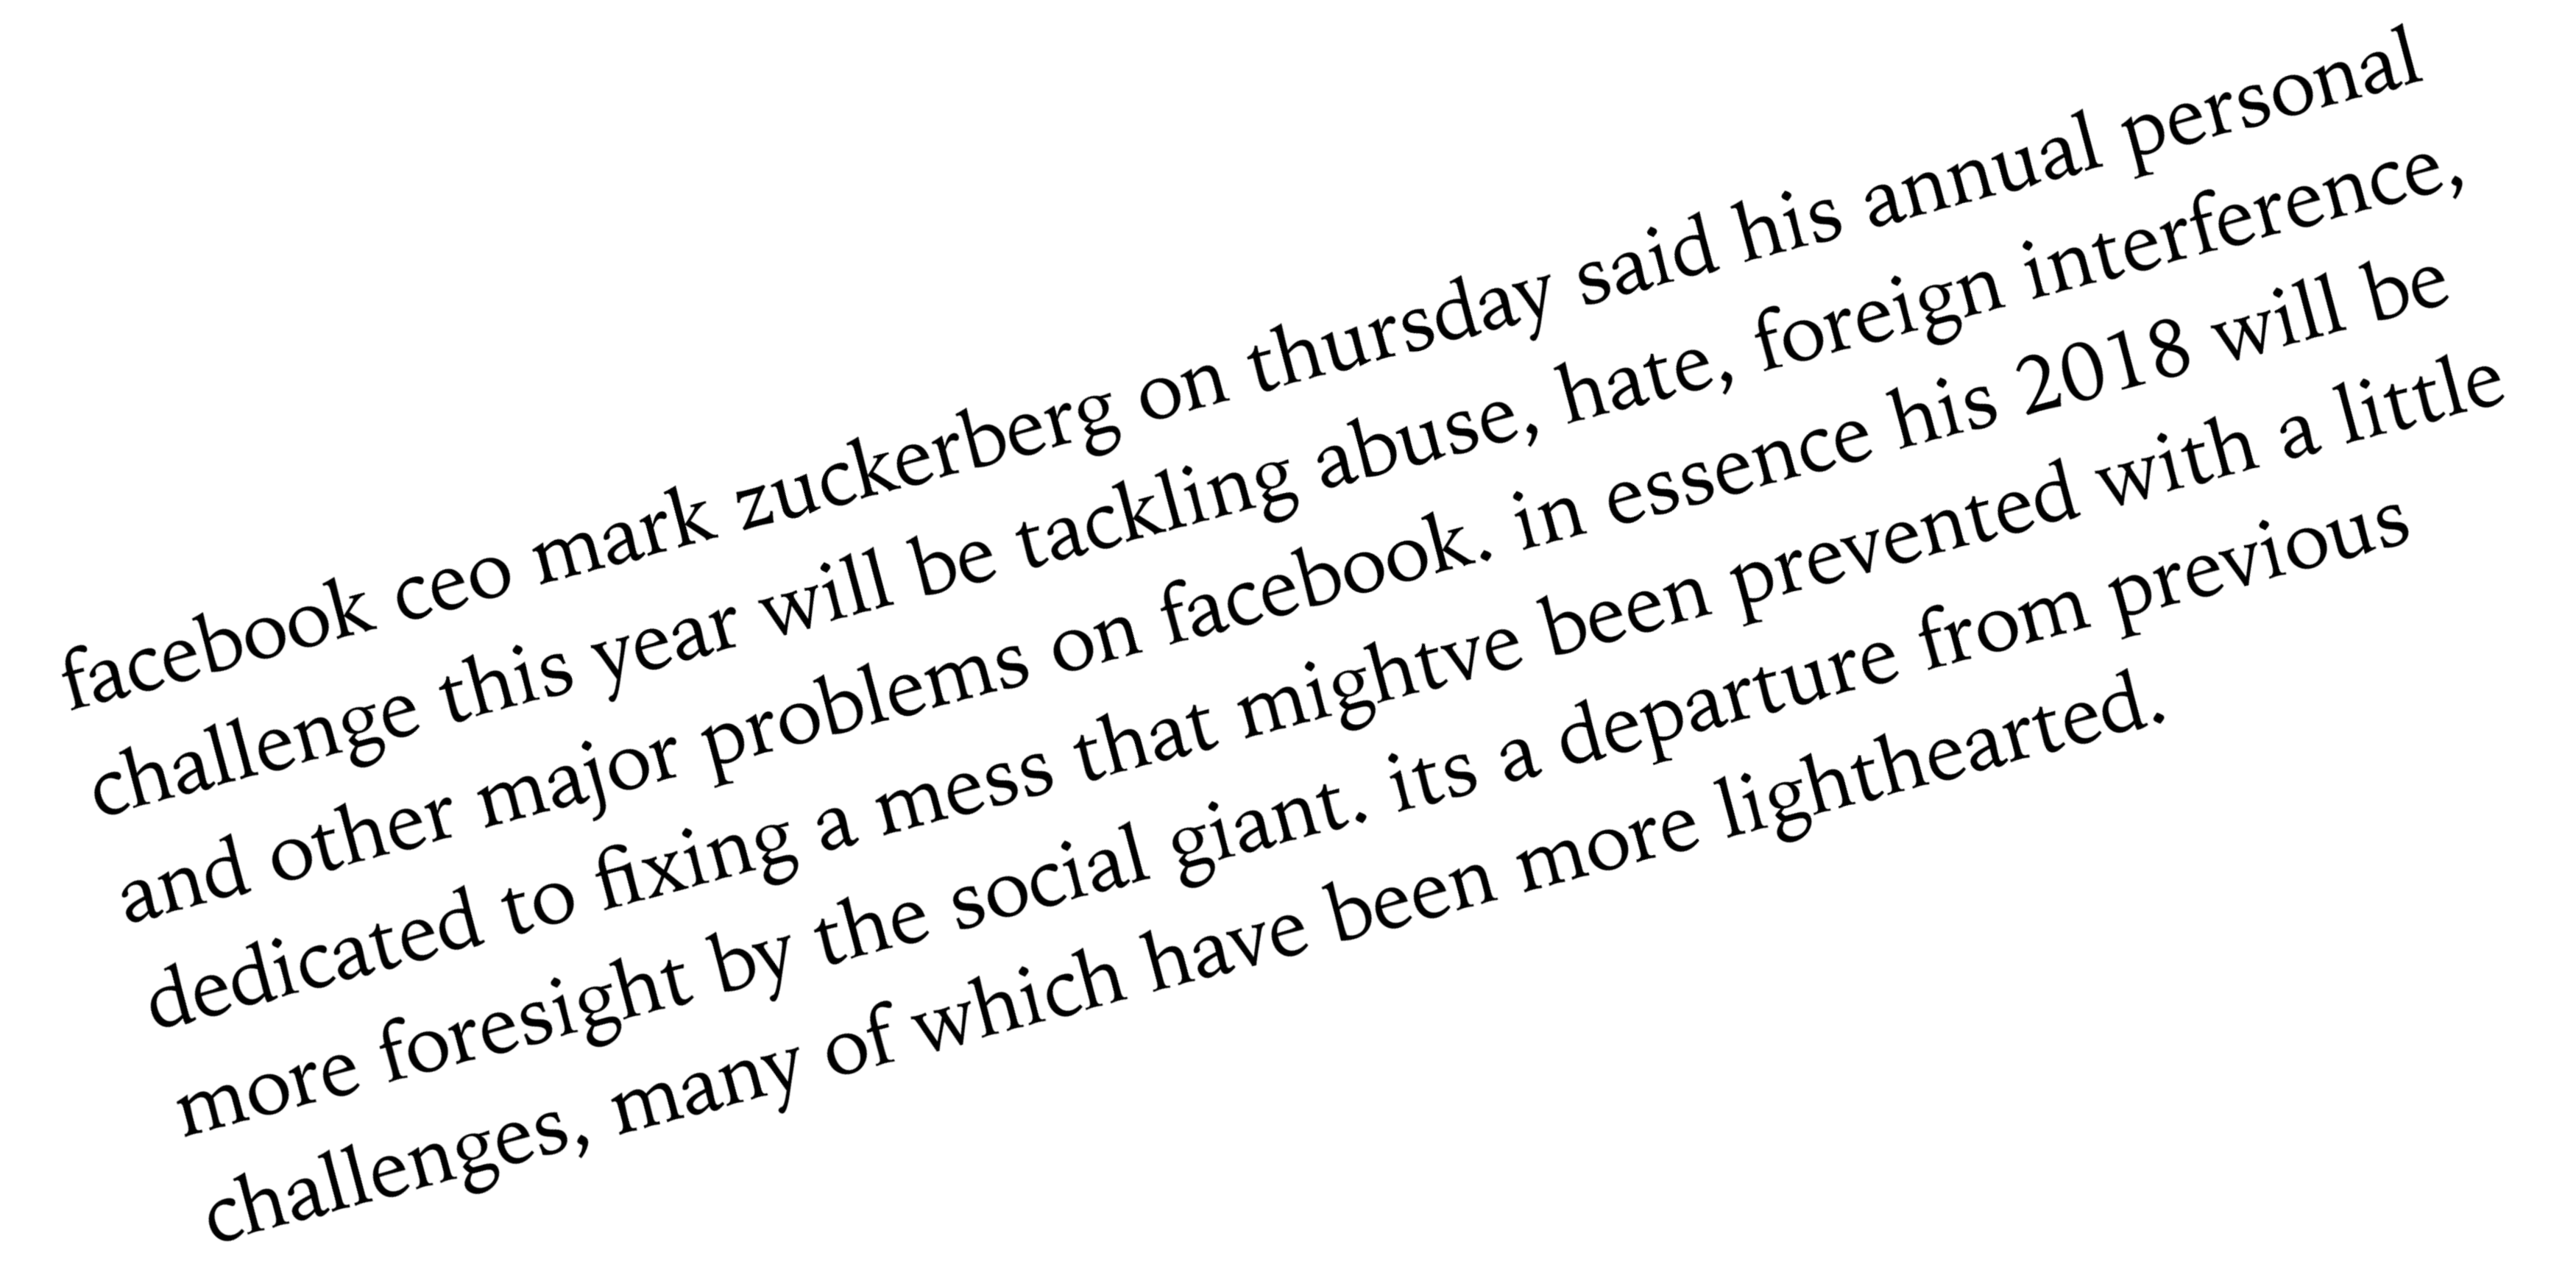 facebook ceo mark zuckerberg on thursday said his annual personal
challenge this year will be tackling abuse, hate, foreign interference,
and other major problems on facebook. in essence his 2018 will be
dedicated to fixing a mess that mightve been prevented with a little
more foresight by the social giant. its a departure from previous
challenges, many of which have been more lighthearted.